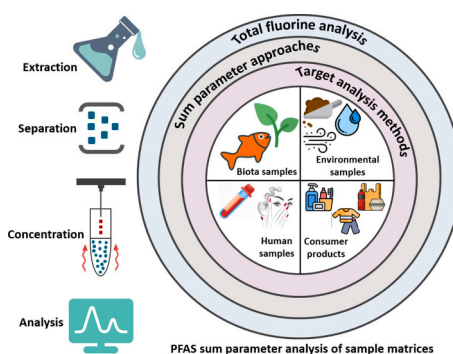 Extraction
Separation
Concentration
Analysis
Total fluorine analysis
Sum parameter approaches
Target analysis methods
Biota samples
Environmental
samples
Human
samples
Consumer
products
PFAS sum parameter analysis of sample matrices